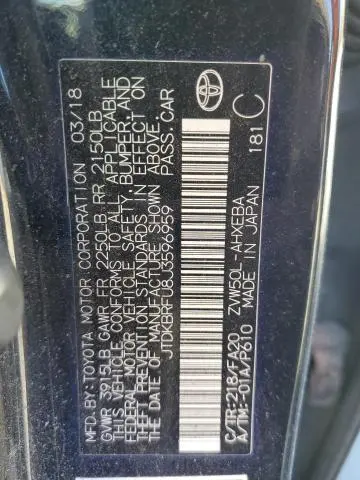 MFD.BY:TOYOTA MOTOR CORPORATION 03/18
GVWR 3915LB GAWR FR 2250LB RR 2150LB
THIS VEHICLE CONFORMS TO ALL APPLICABLE
FEDERAL MOTOR VEHICLE SAFETY, BUMPER, AND
THEFT PREVENTION STANDARDS IN EFFECT ON
THE DATE OF MANUFACTURE SHOWN ABOVE.
JTDKBRFU8J3596959 PASS.CAR
C/TR:218/FA20 ZVW50L-AHXEBA
A/TM:-01A/P610 MADE IN JAPAN 181 C